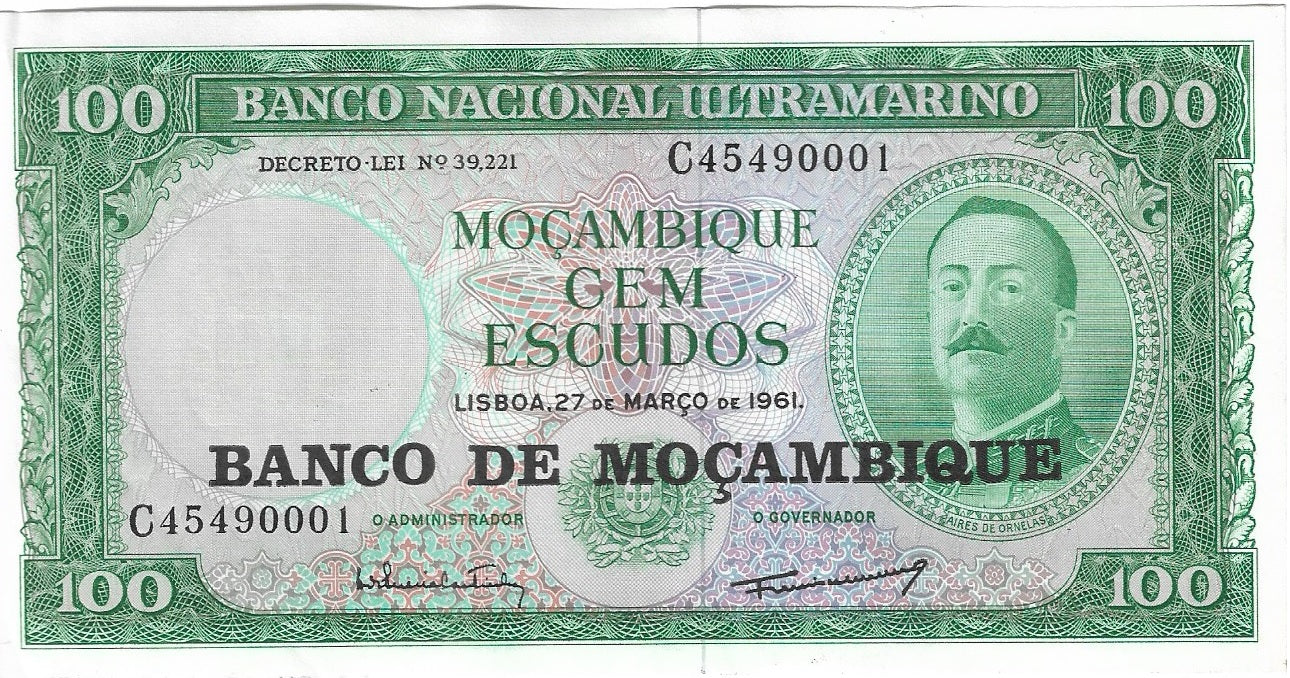 100 BANCO NACIONAL ULTRAMARINO 100
DECRETO-LEI Nº 39,221 C45490001
MOÇAMBIQUE
CEM
ESCUDOS
LISBOA, 27 DE MARÇO DE 1961.
BANCO DE MOÇAMBIQUE
C45490001 O ADMINISTRADOR O GOVERNADOR
AIRES DE ORNELAS
100 100